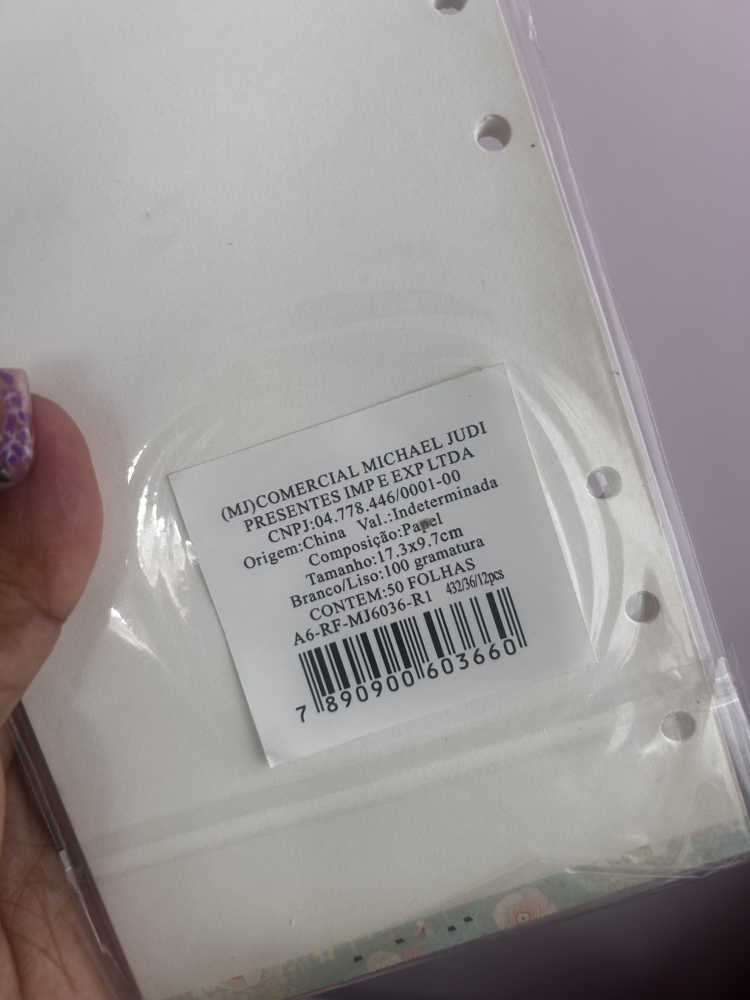 (MJ)COMERCIAL MICHAEL JUDI
PRESENTES IMP E EXP LTDA
CNPJ:04.778.446/0001-00
Origem:China Val.:Indeterminada
Composição:Papel
Tamanho:17.3x9.7cm
Branco/Liso:100 gramatura
CONTEM:50 FOLHAS
A6-RF-MJ6036-R1 432/36/12pcs
7 890900 603660